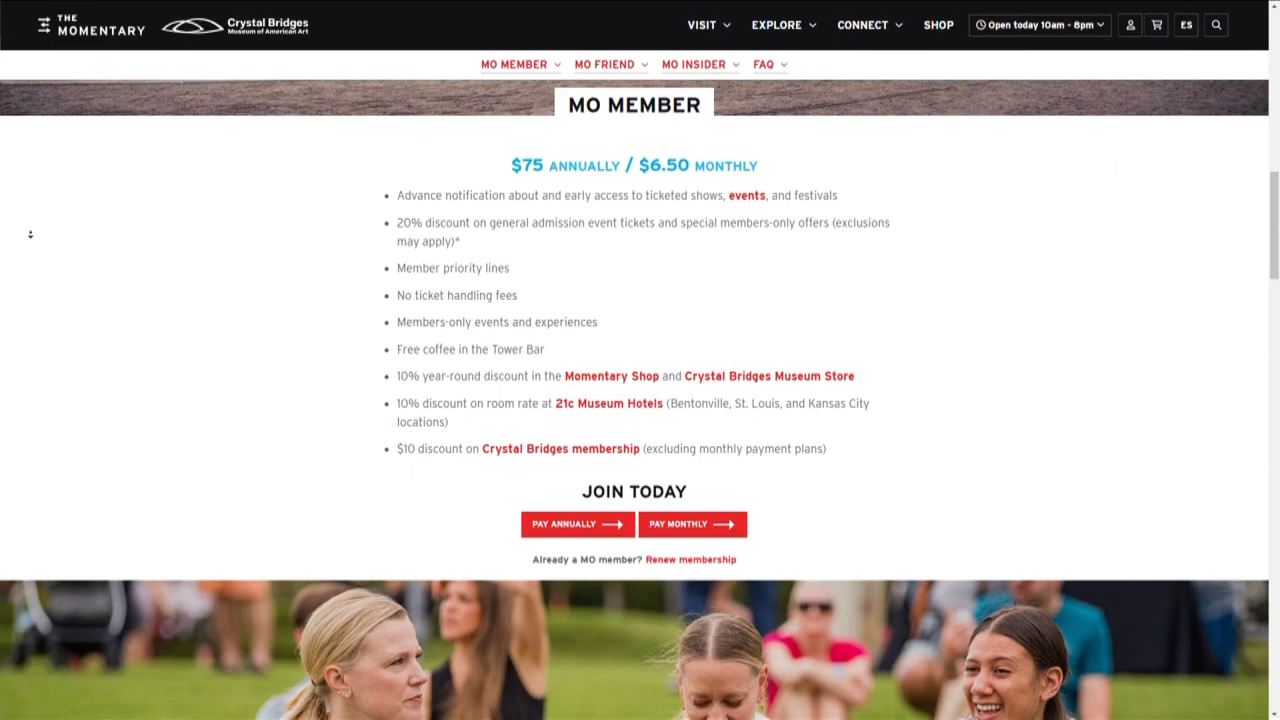 THE
MOMENTARY
Crystal Bridges
Museum of American Art
VISIT
EXPLORE
CONNECT
SHOP
Open today 10am - 8pm
ES
MO MEMBER
MO FRIEND
MO INSIDER
FAQ
MO MEMBER
$75 ANNUALLY / $6.50 MONTHLY
• Advance notification about and early access to ticketed shows, events, and festivals
• 20% discount on general admission event tickets and special members-only offers (exclusions
may apply)*
• Member priority lines
• No ticket handling fees
• Members-only events and experiences
• Free coffee in the Tower Bar
• 10% year-round discount in the Momentary Shop and Crystal Bridges Museum Store
• 10% discount on room rate at 21c Museum Hotels (Bentonville, St. Louis, and Kansas City
locations)
• $10 discount on Crystal Bridges membership (excluding monthly payment plans)
JOIN TODAY
PAY ANNUALLY
PAY MONTHLY
Already a MO member? Renew membership